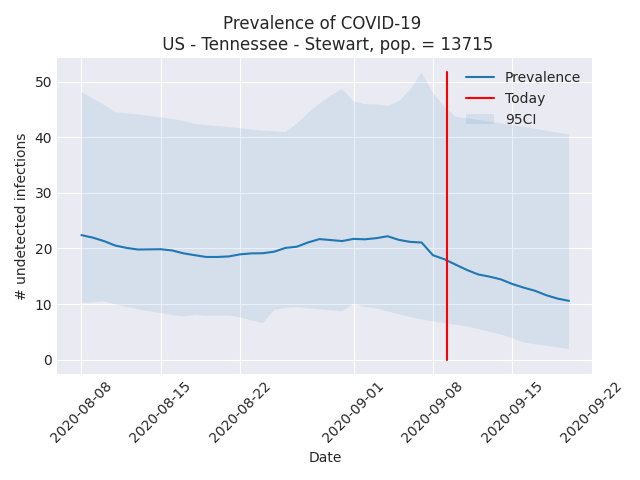 Prevalence of COVID-19
US - Tennessee - Stewart, pop. = 13715
Prevalence
Today
95CI
# undetected infections
50
40
30
20
10
0
2020-08-08
2020-08-15
2020-08-22
2020-09-01
2020-09-08
2020-09-15
2020-09-22
Date